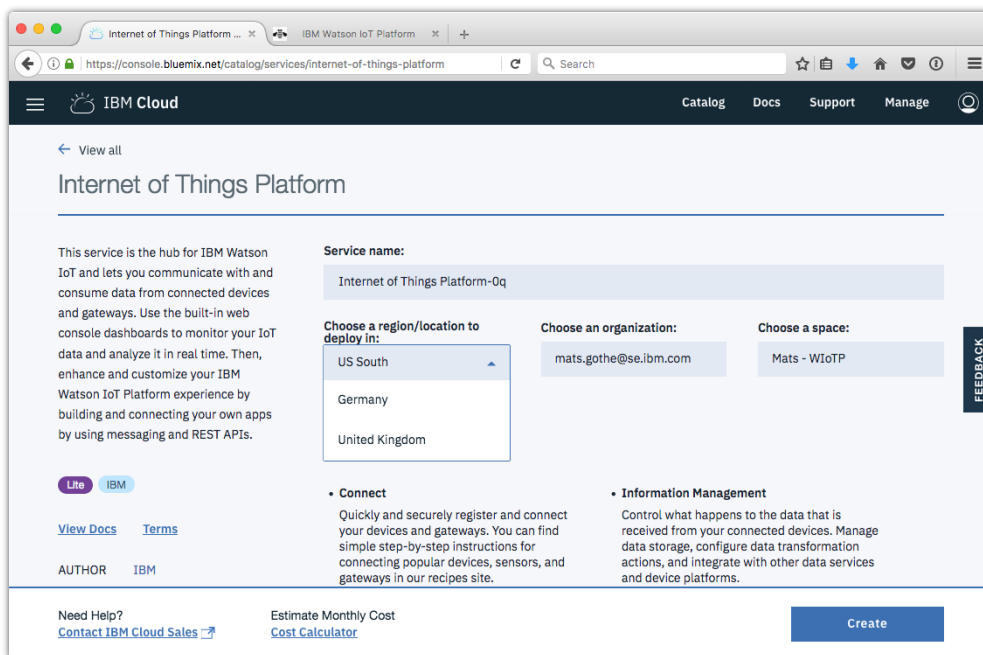 Internet of Things Platform ...
IBM Watson IoT Platform
https://console.bluemix.net/catalog/services/internet-of-things-platform
Search
IBM Cloud
Catalog
Docs
Support
Manage
View all
Internet of Things Platform
This service is the hub for IBM Watson
IoT and lets you communicate with and
consume data from connected devices
and gateways. Use the built-in web
console dashboards to monitor your IoT
data and analyze it in real time. Then,
enhance and customize your IBM
Watson IoT Platform experience by
building and connecting your own apps
by using messaging and REST APIs.
Lite
IBM
View Docs
Terms
AUTHOR IBM
Service name:
Internet of Things Platform-0q
Choose a region/location to
deploy in:
US South
Germany
United Kingdom
Choose an organization:
mats.gothe@se.ibm.com
Choose a space:
Mats - WIoTP
FEEDBACK
• Connect
Quickly and securely register and connect
your devices and gateways. You can find
simple step-by-step instructions for
connecting popular devices, sensors, and
gateways in our recipes site.
• Information Management
Control what happens to the data that is
received from your connected devices. Manage
data storage, configure data transformation
actions, and integrate with other data services
and device platforms.
Need Help?
Contact IBM Cloud Sales
Estimate Monthly Cost
Cost Calculator
Create